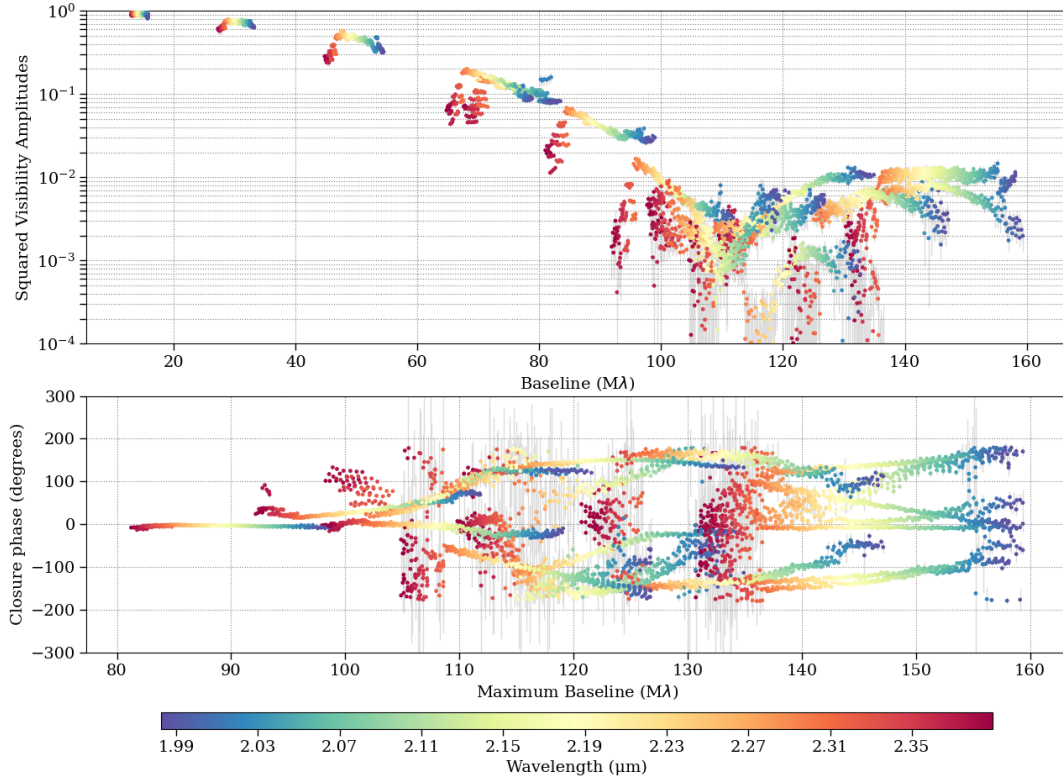 10⁰
10⁻¹
10⁻²
10⁻³
10⁻⁴
Squared Visibility Amplitudes
20 40 60 80 100 120 140 160
Baseline (Mλ)
300
200
100
0
−100
−200
−300
Closure phase (degrees)
80 90 100 110 120 130 140 150 160
Maximum Baseline (Mλ)
1.99 2.03 2.07 2.11 2.15 2.19 2.23 2.27 2.31 2.35
Wavelength (μm)